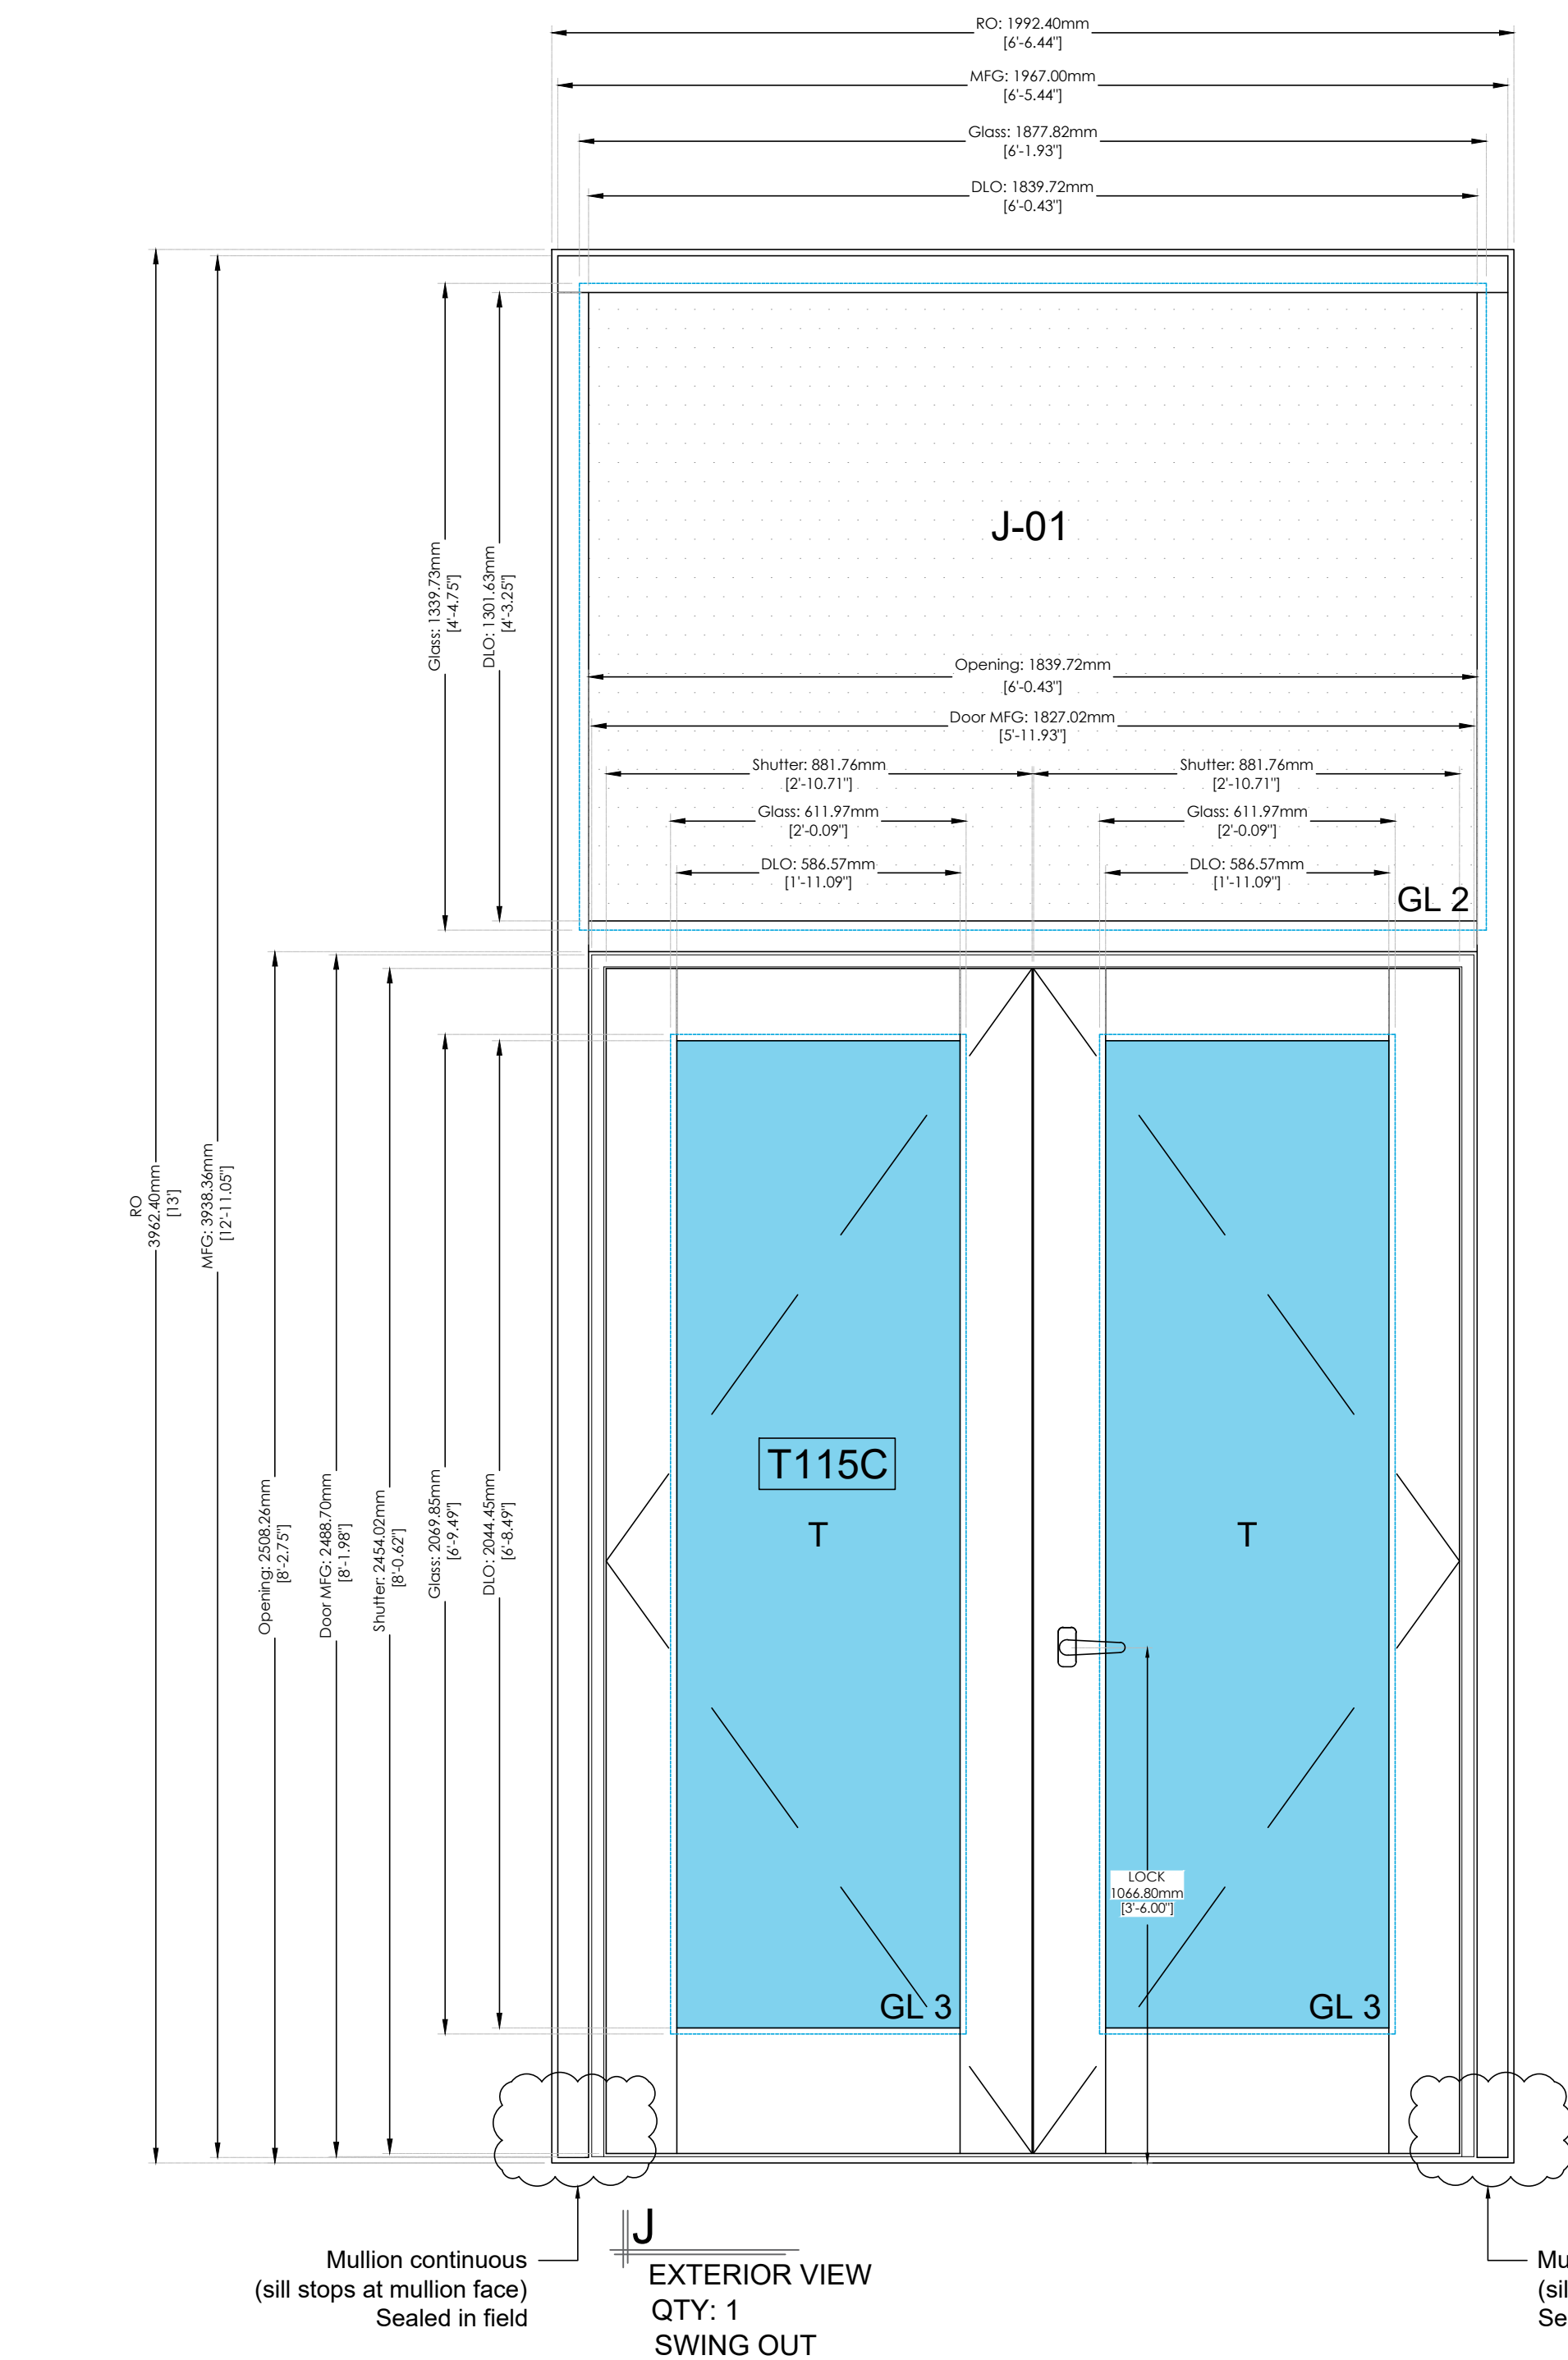 RO: 1992.40mm
[6'-6.44"]
MFG: 1967.00mm
[6'-5.44"]
Glass: 1877.82mm
[6'-1.93"]
DLO: 1839.72mm
[6'-0.43"]
Glass: 1339.73mm
[4'-4.75"]
DLO: 1301.63mm
[4'-3.25"]
J-01
Opening: 1839.72mm
[6'-0.43"]
Door MFG: 1827.02mm
[5'-11.93"]
Shutter: 881.76mm
[2'-10.71"]
Shutter: 881.76mm
[2'-10.71"]
Glass: 611.97mm
[2'-0.09"]
Glass: 611.97mm
[2'-0.09"]
DLO: 586.57mm
[1'-11.09"]
DLO: 586.57mm
[1'-11.09"]
GL 2
RO
3962.40mm
[13']
MFG: 3938.36mm
[12'-11.05"]
Opening: 2508.26mm
[8'-2.75"]
Door MFG: 2488.70mm
[8'-1.98"]
Shutter: 2454.02mm
[8'-0.62"]
Glass: 2069.85mm
[6'-9.49"]
DLO: 2044.45mm
[6'-8.49"]
T115C
T
T
LOCK
1066.80mm
[3'-6.00"]
GL 3
GL 3
Mullion continuous
(sill stops at mullion face)
Sealed in field
J
EXTERIOR VIEW
QTY: 1
SWING OUT
Mu
(sil
Se